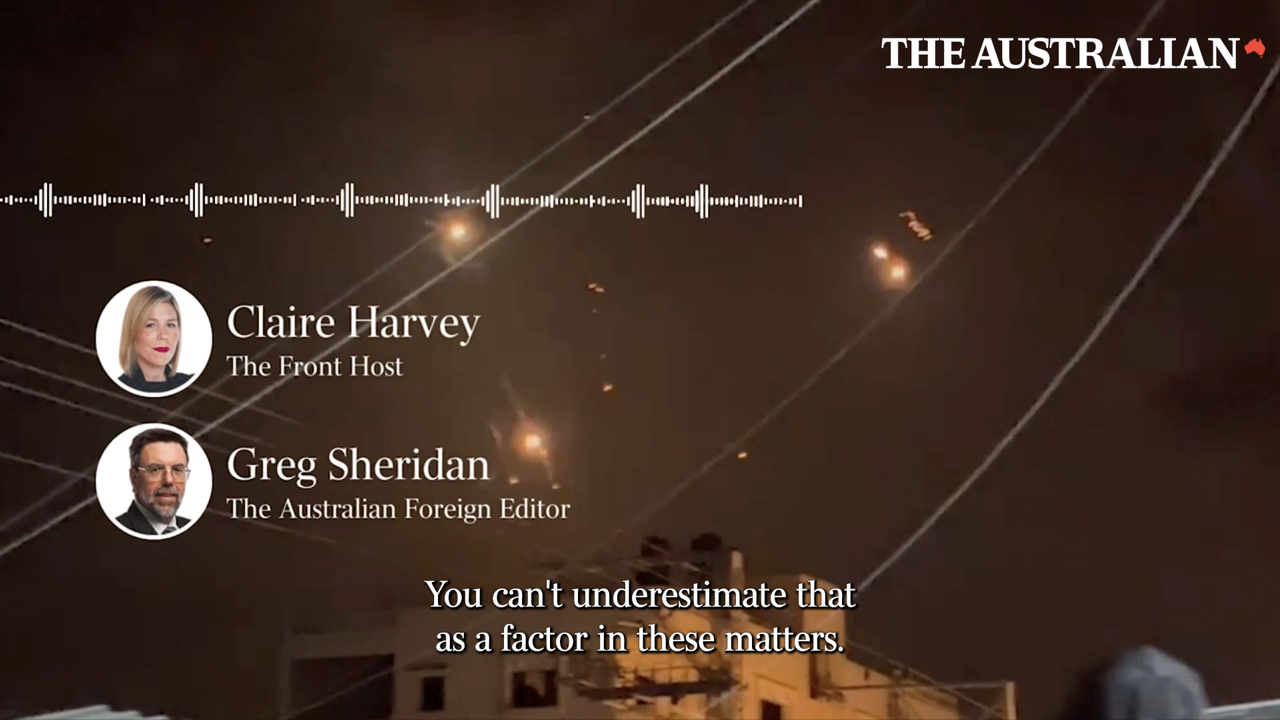 THE AUSTRALIAN
Claire Harvey
The Front Host
Greg Sheridan
The Australian Foreign Editor
You can't underestimate that
as a factor in these matters.